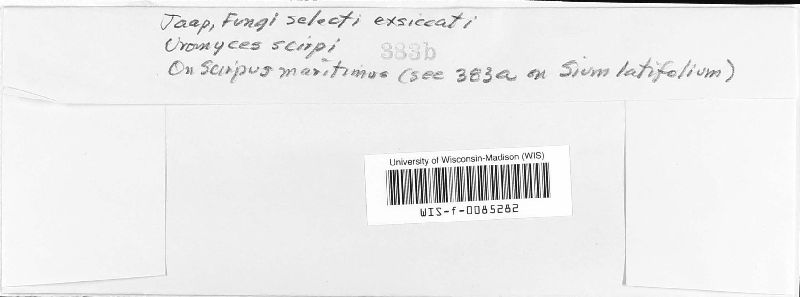 Jaap, Fungi selecti exsiccati
Uromyces scirpi 383b
On Scirpus maritimus (see 383a on Sium latifolium)
University of Wisconsin-Madison (WIS)
WIS-f-0085282